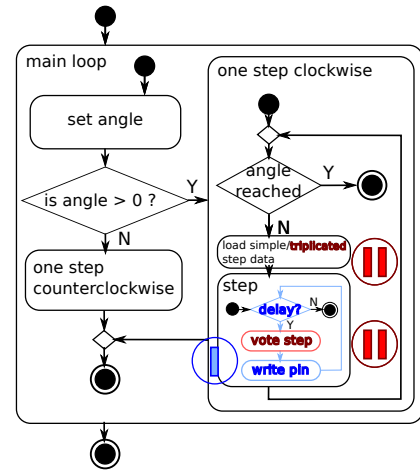 main loop
set angle
is angle > 0 ?
Y
N
one step
counterclockwise
one step clockwise
angle
reached
Y
N
load simple/triplicated
step data
step
delay?
N
Y
vote step
write pin